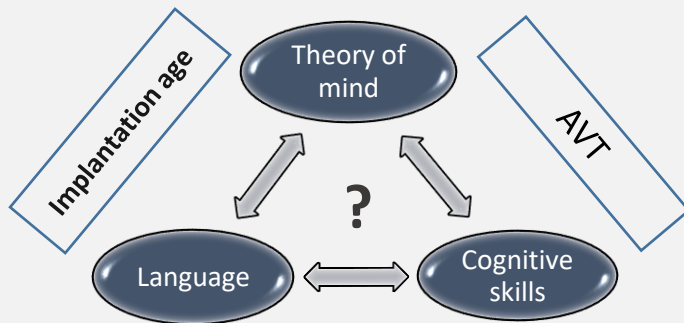 Theory of
mind
Implantation age
AVT
?
Language
Cognitive
skills